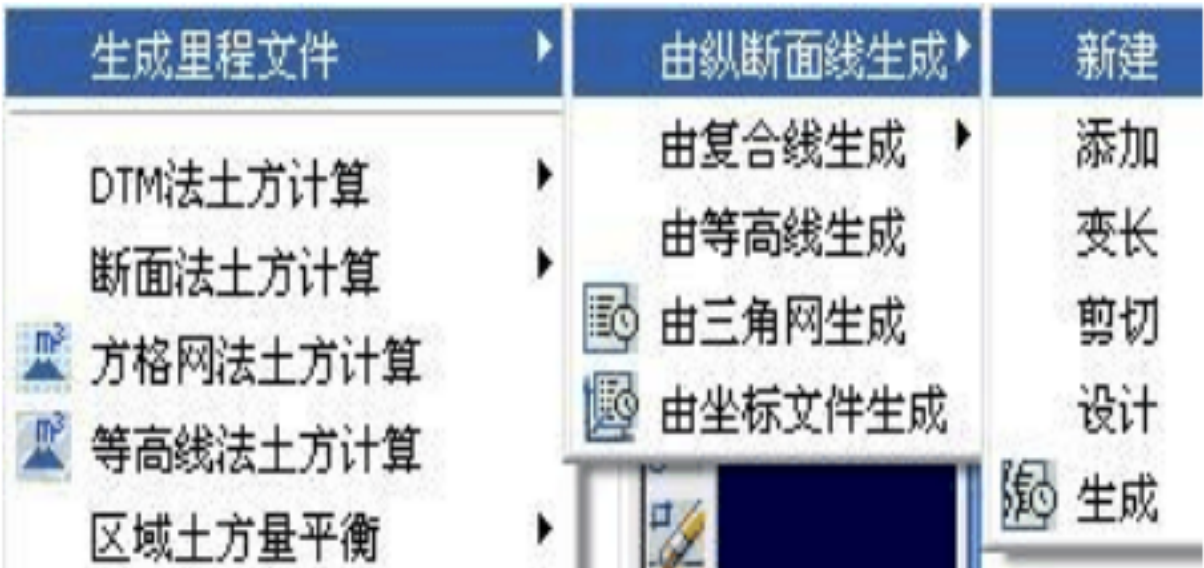 生成里程文件
DTM法土方计算
断面法土方计算
m³
方格网法土方计算
m³
等高线法土方计算
区域土方量平衡
由纵断面线生成
由复合线生成
由等高线生成
由三角网生成
由坐标文件生成
新建
添加
变长
剪切
设计
生成